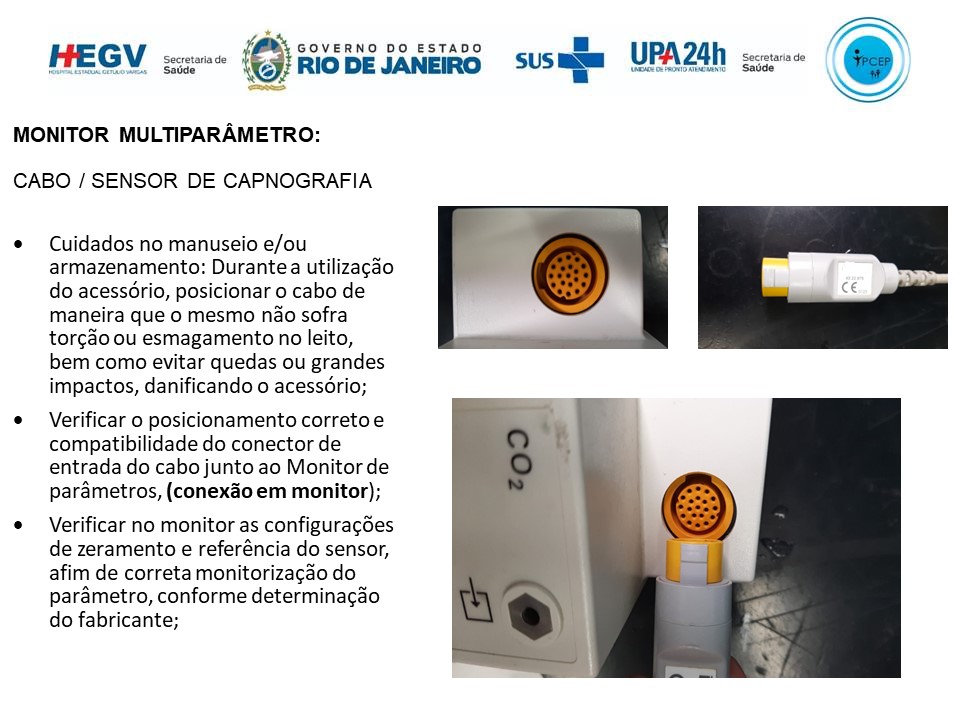 HEGV
HOSPITAL ESTADUAL GETÚLIO VARGAS
Secretaria de
Saúde
GOVERNO DO ESTADO
RIO DE JANEIRO
SUS
UPA24h
UNIDADE DE PRONTO ATENDIMENTO
Secretaria de
Saúde
PCEP
MONITOR MULTIPARÂMETRO:
CABO / SENSOR DE CAPNOGRAFIA
• Cuidados no manuseio e/ou
armazenamento: Durante a utilização
do acessório, posicionar o cabo de
maneira que o mesmo não sofra
torção ou esmagamento no leito,
bem como evitar quedas ou grandes
impactos, danificando o acessório;
• Verificar o posicionamento correto e
compatibilidade do conector de
entrada do cabo junto ao Monitor de
parâmetros, (conexão em monitor);
• Verificar no monitor as configurações
de zeramento e referência do sensor,
afim de correta monitorização do
parâmetro, conforme determinação
do fabricante;
CE
CO₂